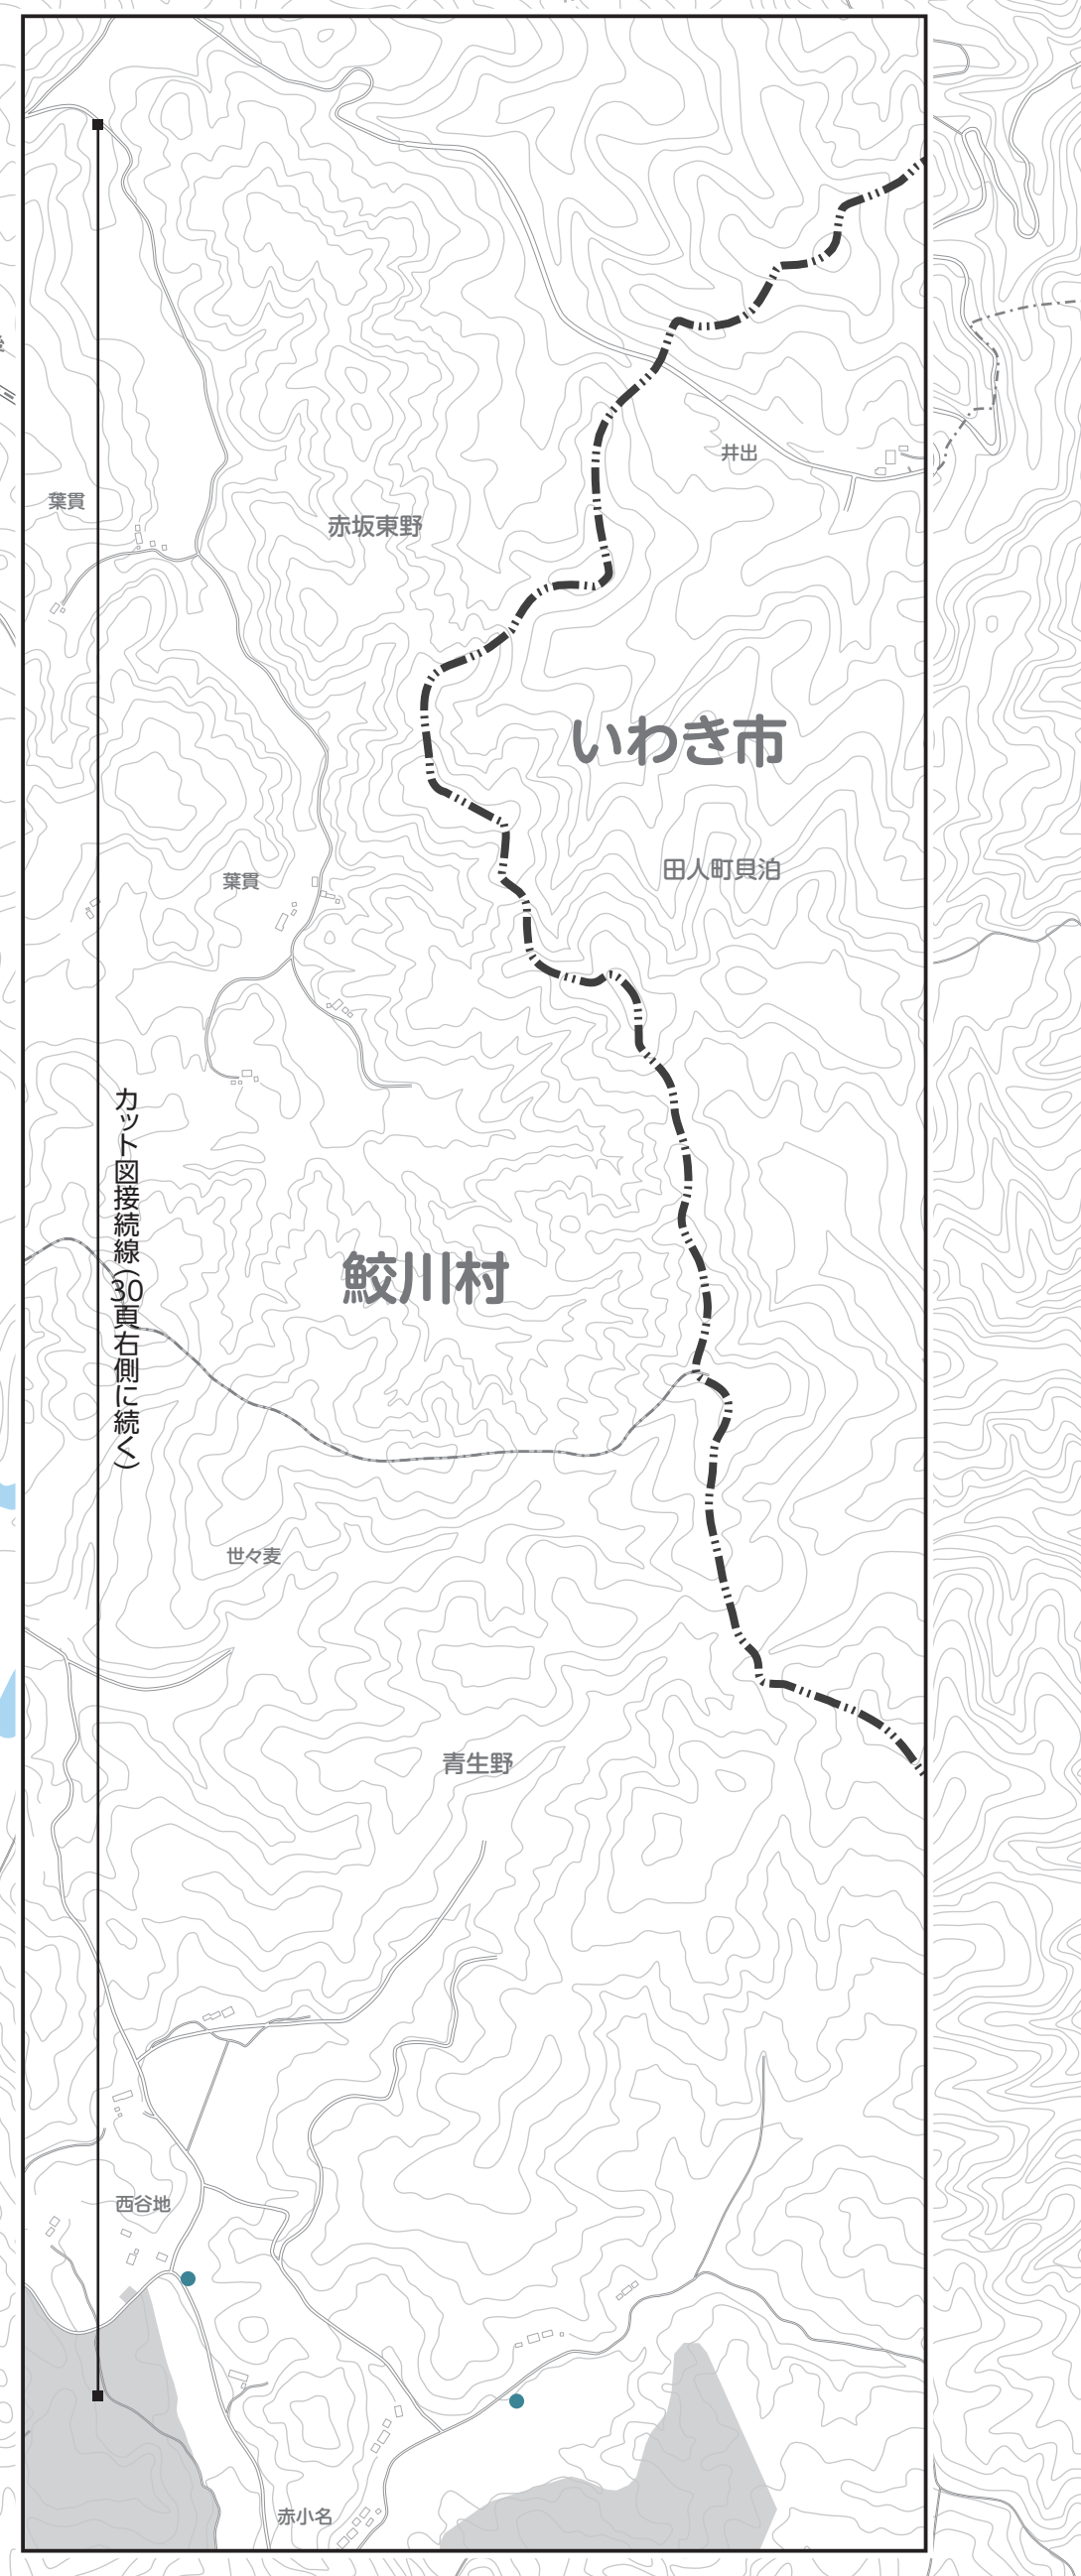 井出
葉貫
赤坂東野
いわき市
田人町貝泊
葉貫
カット図接続線(30頁右側に続く)
鮫川村
世々麦
青生野
西谷地
赤小名